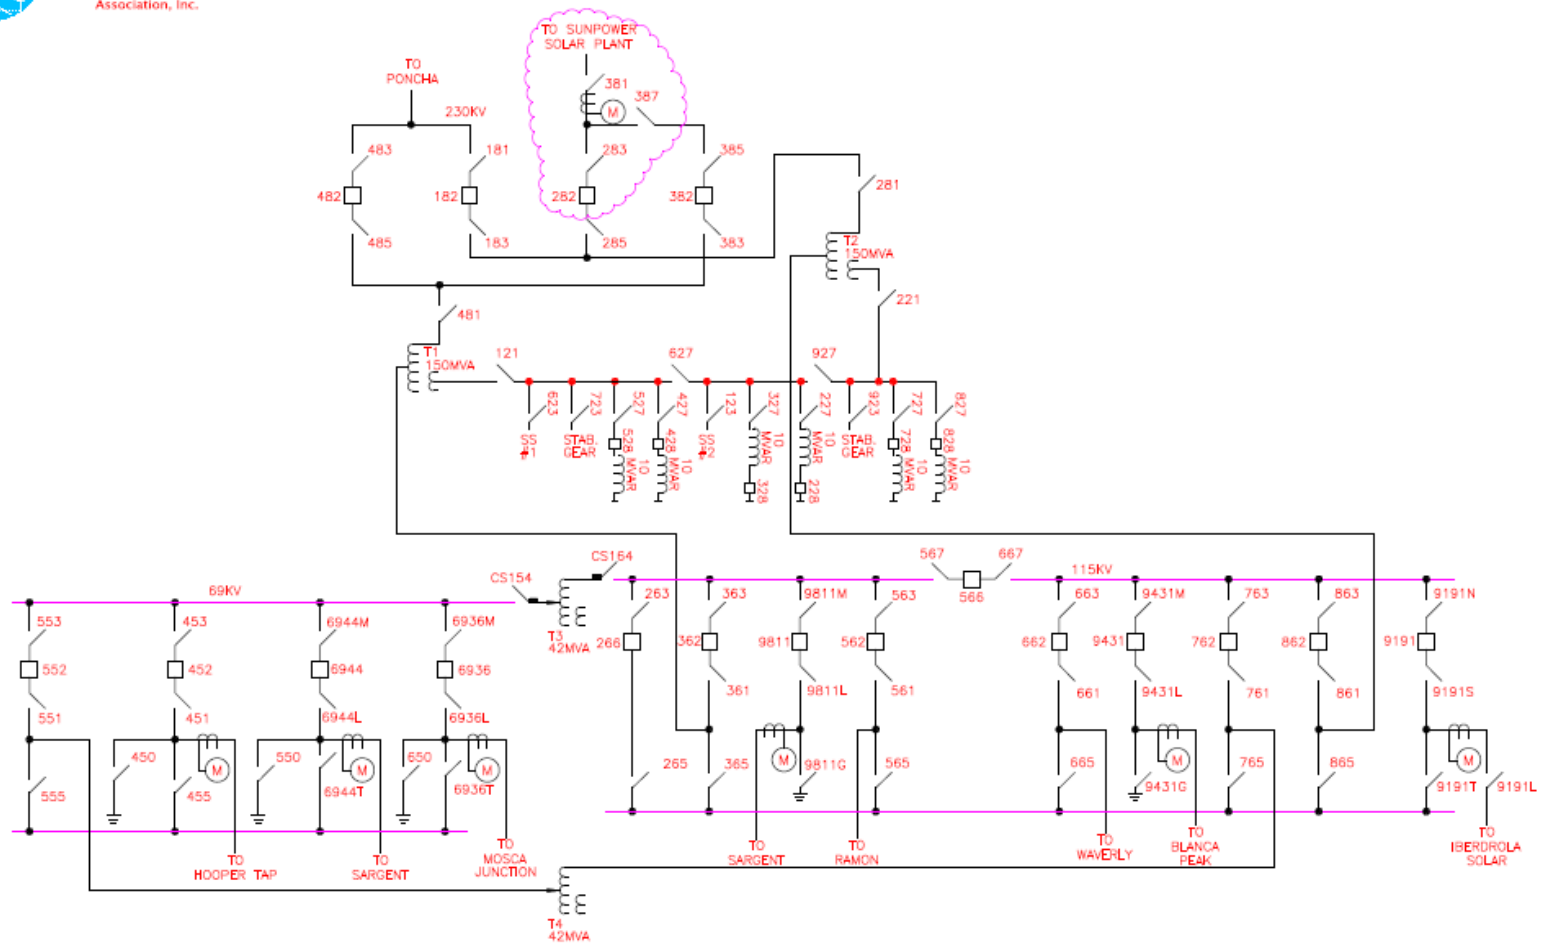 Association, Inc.
TO SUNPOWER
SOLAR PLANT
TO
PONCHA
230KV
381
387
M
483
181
283
385
482
182
282
382
281
485
183
285
383
T2
150MVA
221
481
T1
150MVA
121
627
927
623
723
527
427
123
327
227
923
727
827
SS
#1
STAB.
GEAR
528
10
MVAR
428
10
MVAR
SS
#2
10
MVAR
328
10
MVAR
228
STAB.
GEAR
728
10
MVAR
828
10
MVAR
CS164
CS154
567
667
566
115KV
69KV
T3
42MVA
553
453
6944M
6936M
263
363
9811M
563
663
9431M
763
863
9191N
552
452
6944
6936
266
362
9811
562
662
9431
762
862
9191
551
451
6944L
6936L
361
9811L
561
661
9431L
761
861
9191S
450
M
550
M
650
M
265
365
M
9811G
565
665
M
9431G
765
865
M
9191T
9191L
555
455
6944T
6936T
TO
HOOPER TAP
TO
SARGENT
TO
MOSCA
JUNCTION
TO
SARGENT
TO
RAMON
TO
WAVERLY
TO
BLANCA
PEAK
TO
IBERDROLA
SOLAR
T4
42MVA